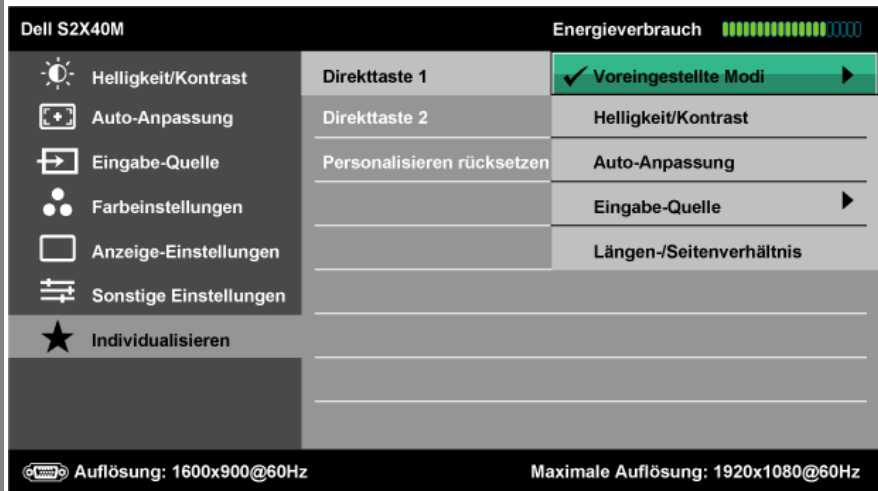 Dell S2X40M
Energieverbrauch
Helligkeit/Kontrast
Auto-Anpassung
Eingabe-Quelle
Farbeinstellungen
Anzeige-Einstellungen
Sonstige Einstellungen
Individualisieren
Direkttaste 1
Direkttaste 2
Personalisieren rücksetzen
Voreingestellte Modi
Helligkeit/Kontrast
Auto-Anpassung
Eingabe-Quelle
Längen-/Seitenverhältnis
Auflösung: 1600x900@60Hz
Maximale Auflösung: 1920x1080@60Hz